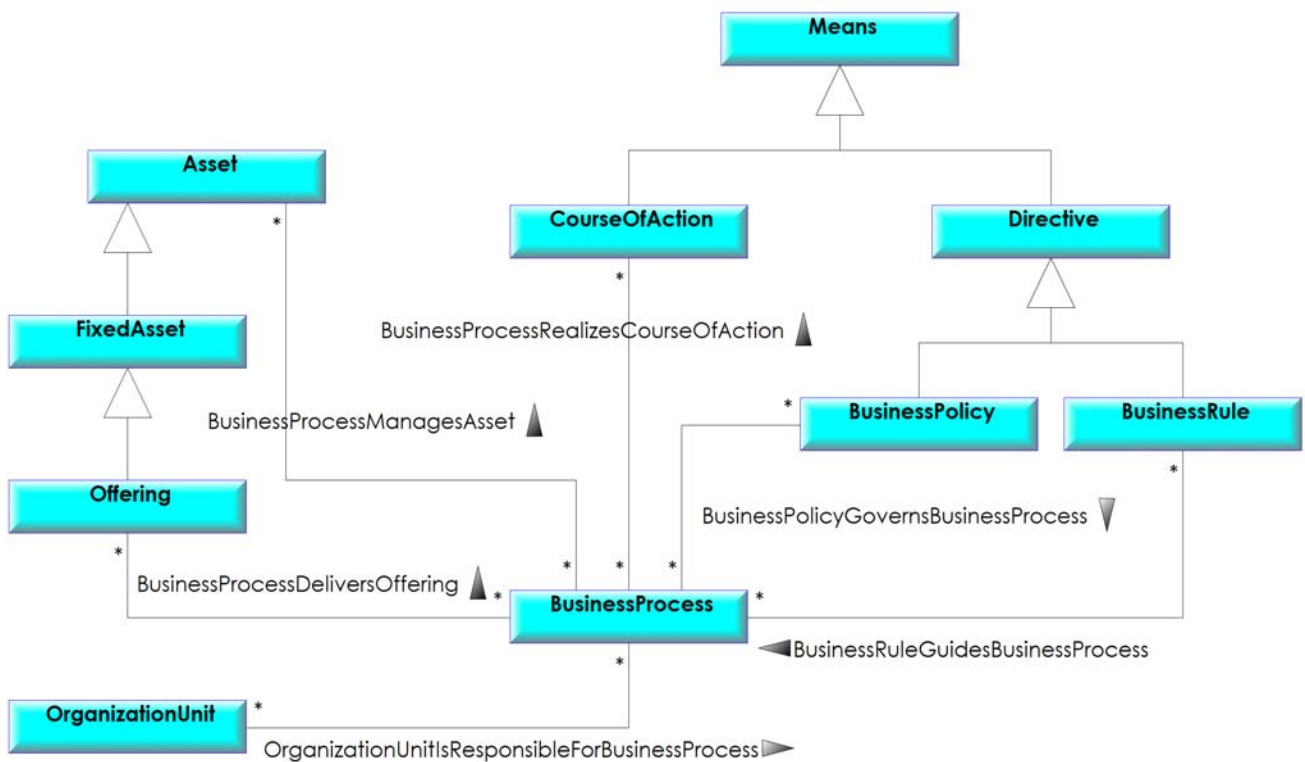 Means
Asset
*
CourseOfAction
Directive
*
FixedAsset
BusinessProcessRealizesCourseOfAction
BusinessProcessManagesAsset
*
BusinessPolicy
BusinessRule
*
Offering
BusinessPolicyGovernsBusinessProcess
*
BusinessProcessDeliversOffering
*
*
*
*
BusinessProcess
*
*
BusinessRuleGuidesBusinessProcess
OrganizationUnit
*
OrganizationUnitIsResponsibleForBusinessProcess